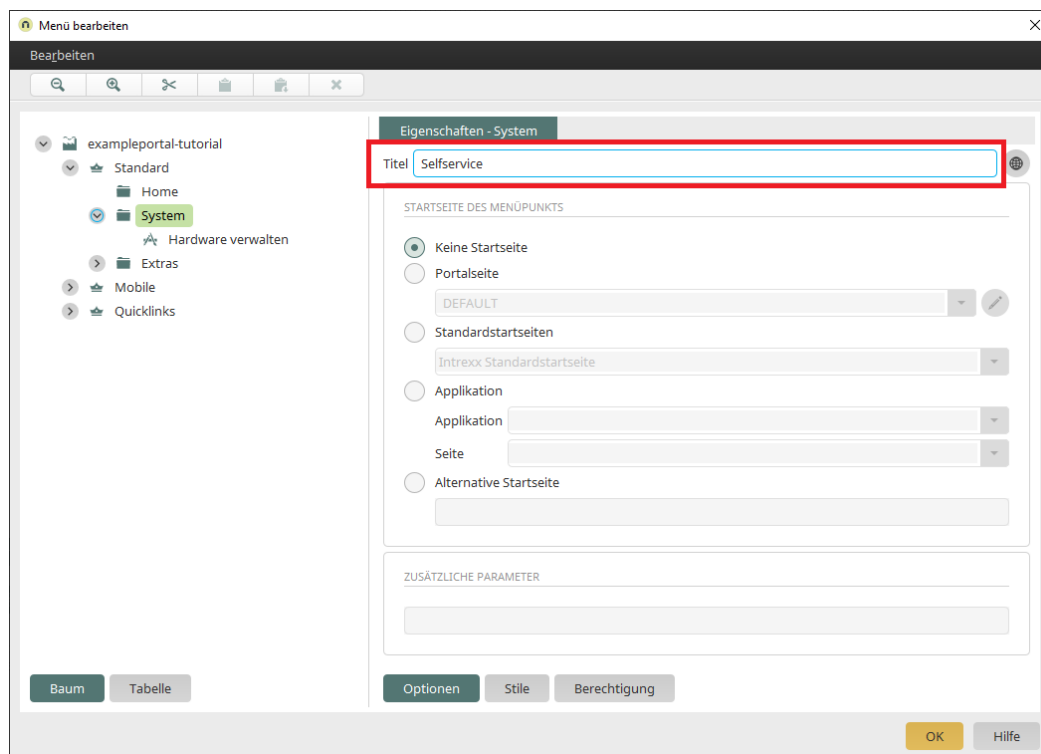 Menü bearbeiten
Bearbeiten
exampleportal-tutorial
Standard
Home
System
Hardware verwalten
Extras
Mobile
Quicklinks
Baum
Tabelle
Eigenschaften - System
Titel Selfservice
STARTSEITE DES MENÜPUNKTS
Keine Startseite
Portalseite
DEFAULT
Standardstartseiten
Intrexx Standardstartseite
Applikation
Applikation
Seite
Alternative Startseite
ZUSÄTZLICHE PARAMETER
Optionen
Stile
Berechtigung
OK
Hilfe